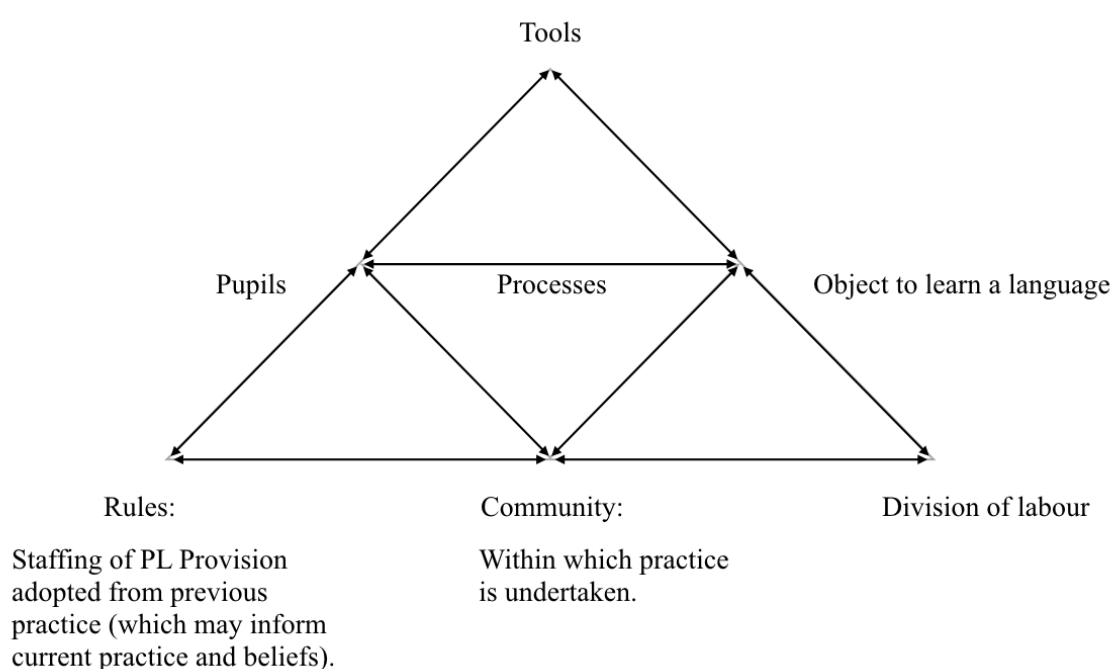 Tools
Pupils
Processes
Object to learn a language
Rules:
Community:
Division of labour
Staffing of PL Provision
adopted from previous
practice (which may inform
current practice and beliefs).
Within which practice
is undertaken.